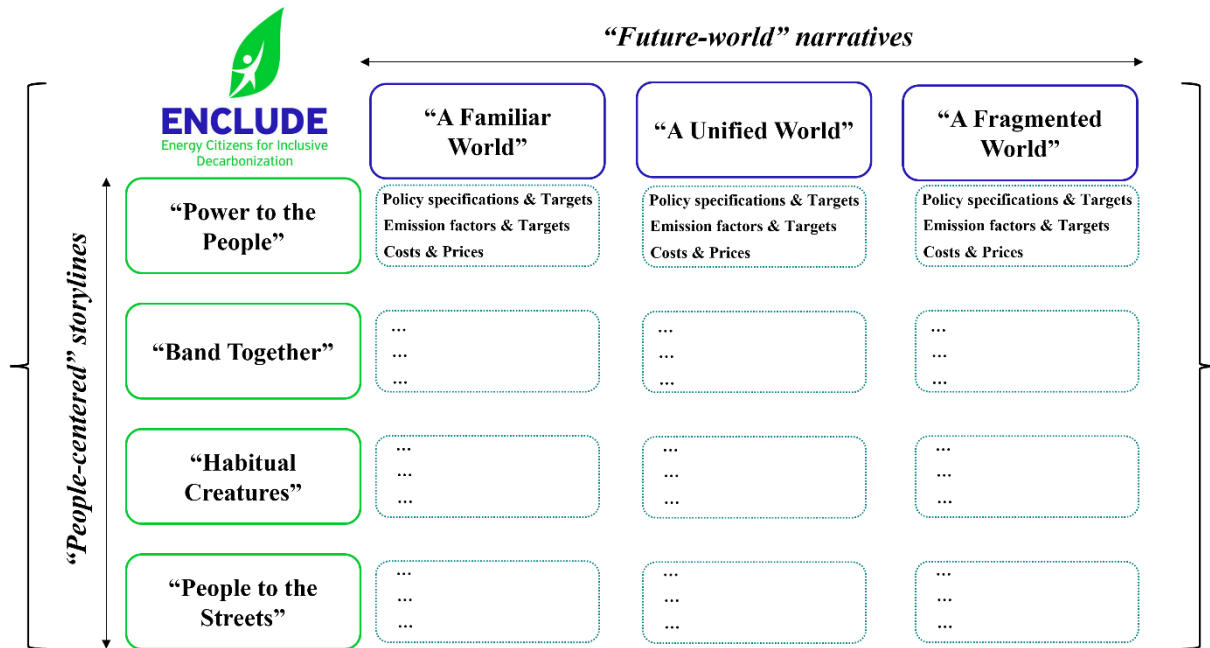 “Future-world” narratives
ENCLUDE
Energy Citizens for Inclusive
Decarbonization
“A Familiar
World”
“A Unified World”
“A Fragmented
World”
“People-centered” storylines
“Power to the
People”
Policy specifications & Targets
Emission factors & Targets
Costs & Prices
Policy specifications & Targets
Emission factors & Targets
Costs & Prices
Policy specifications & Targets
Emission factors & Targets
Costs & Prices
“Band Together”
...
...
...
...
...
...
...
...
...
“Habitual
Creatures”
...
...
...
...
...
...
...
...
...
“People to the
Streets”
...
...
...
...
...
...
...
...
...